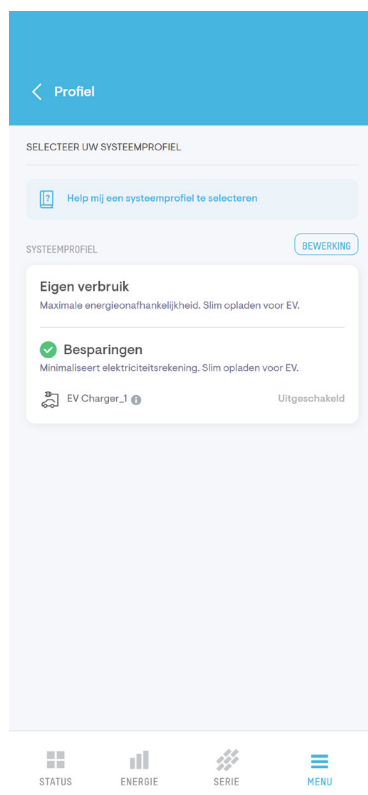 Profiel
SELECTEER UW SYSTEEMPROFIEL
Help mij een systeemprofiel te selecteren
SYSTEEMPROFIEL
BEWERKING
Eigen verbruik
Maximale energieonafhankelijkheid. Slim opladen voor EV.
Besparingen
Minimaliseert elektriciteitsrekening. Slim opladen voor EV.
EV Charger_1
Uitgeschakeld
STATUS
ENERGIE
SERIE
MENU